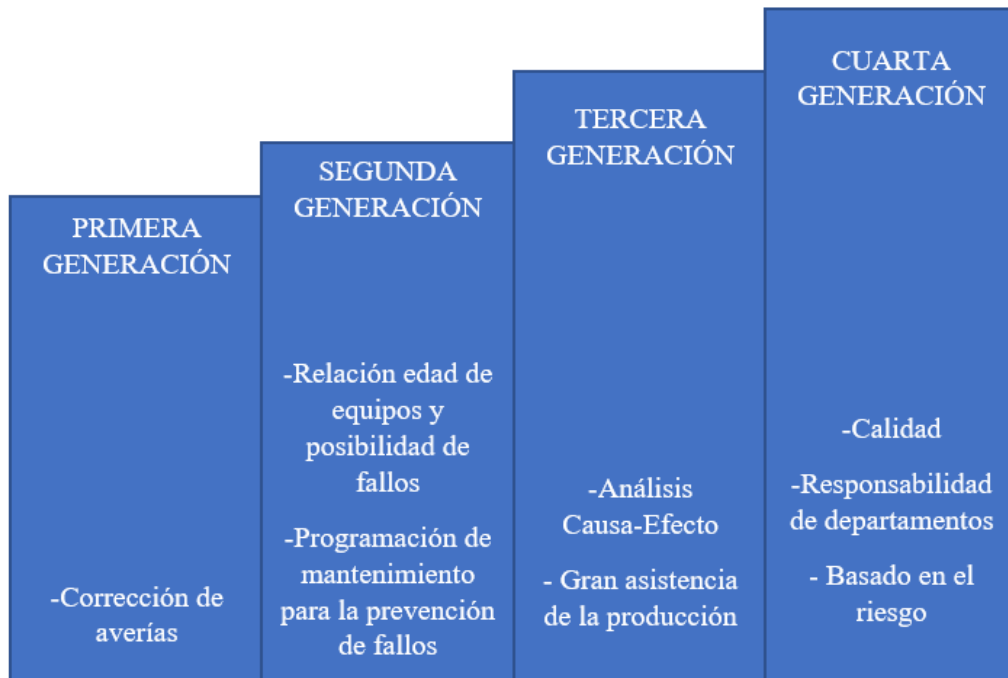 PRIMERA
GENERACIÓN
-Corrección de
averías
SEGUNDA
GENERACIÓN
-Relación edad de
equipos y
posibilidad de
fallos
-Programación de
mantenimiento
para la prevención
de fallos
TERCERA
GENERACIÓN
-Análisis
Causa-Efecto
- Gran asistencia
de la producción
CUARTA
GENERACIÓN
-Calidad
-Responsabilidad
de departamentos
- Basado en el
riesgo